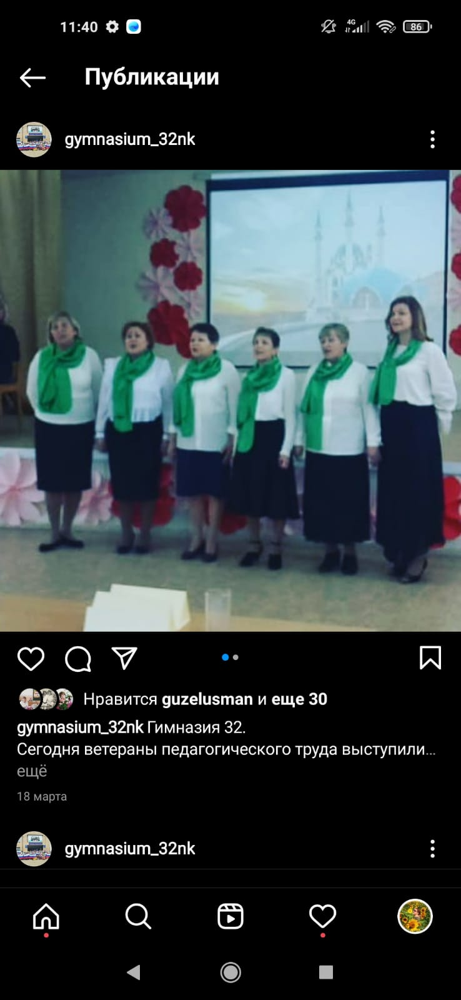 11:40
4G
86
Публикации
gymnasium_32nk
Нравится guzelusman и еще 30
gymnasium_32nk Гимназия 32.
Сегодня ветераны педагогического труда выступили...
ещё
18 марта
gymnasium_32nk